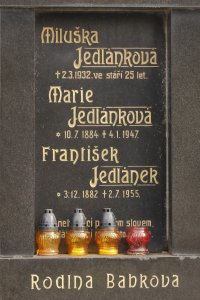 Miluška
Jedlánková
✝ 2.3.1932. ve stáří 25 let.
Marie
Jedlánková
* 10.7. 1884 ✝ 4.1. 1947.
František
Jedlánek
* 3.12. 1882 ✝ 2.7. 1955.
slovem
Rodina Babkova